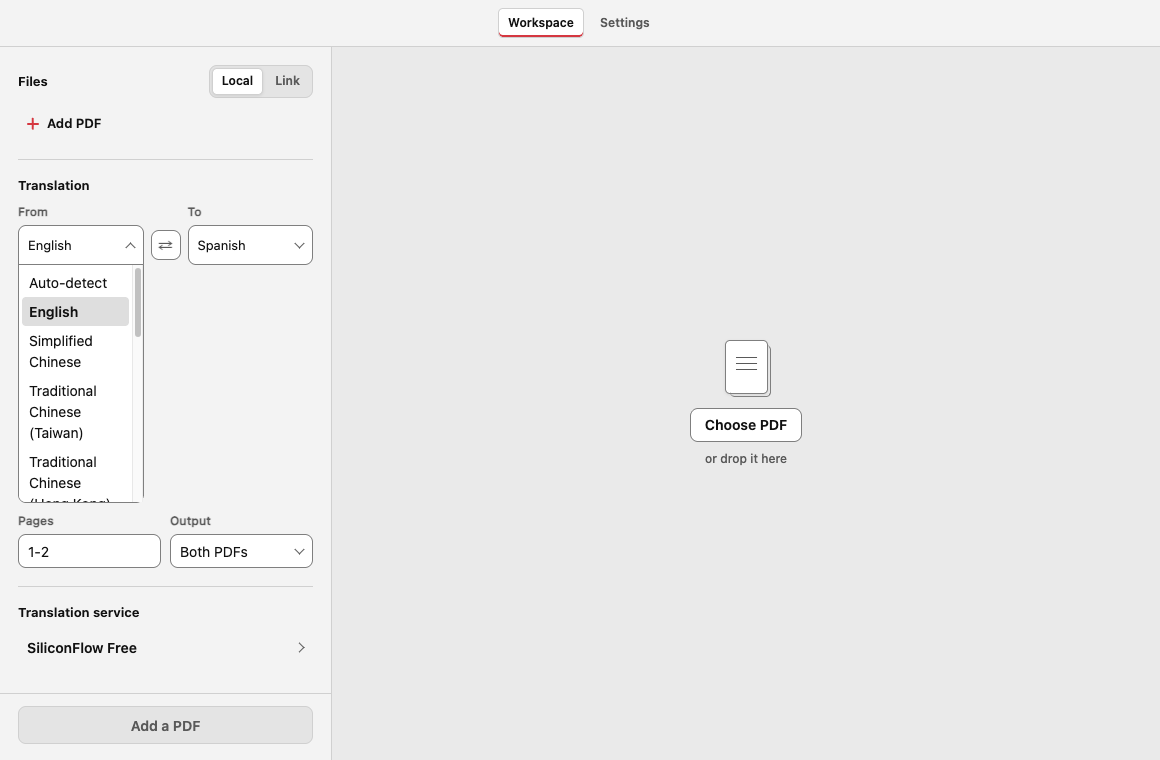 Workspace
Settings
Files
Local
Link
Add PDF
Translation
From
To
English
Spanish
Auto-detect
English
Simplified
Chinese
Traditional
Chinese
(Taiwan)
Traditional
Chinese
(Hong Kong)
Pages
Output
1-2
Both PDFs
Translation service
SiliconFlow Free
Add a PDF
Choose PDF
or drop it here